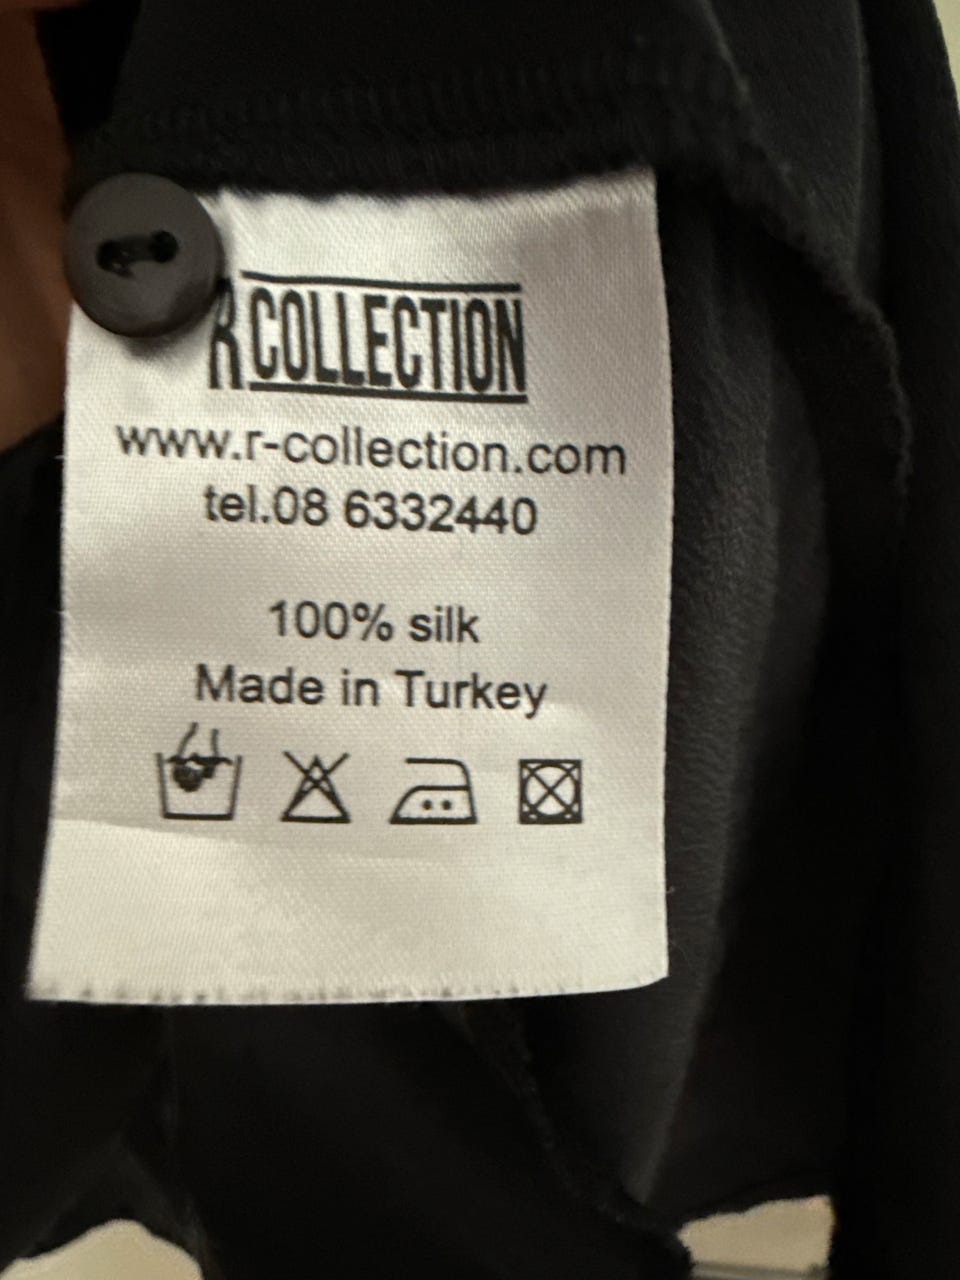 R COLLECTION
www.r-collection.com
tel.08 6332440
100% silk
Made in Turkey